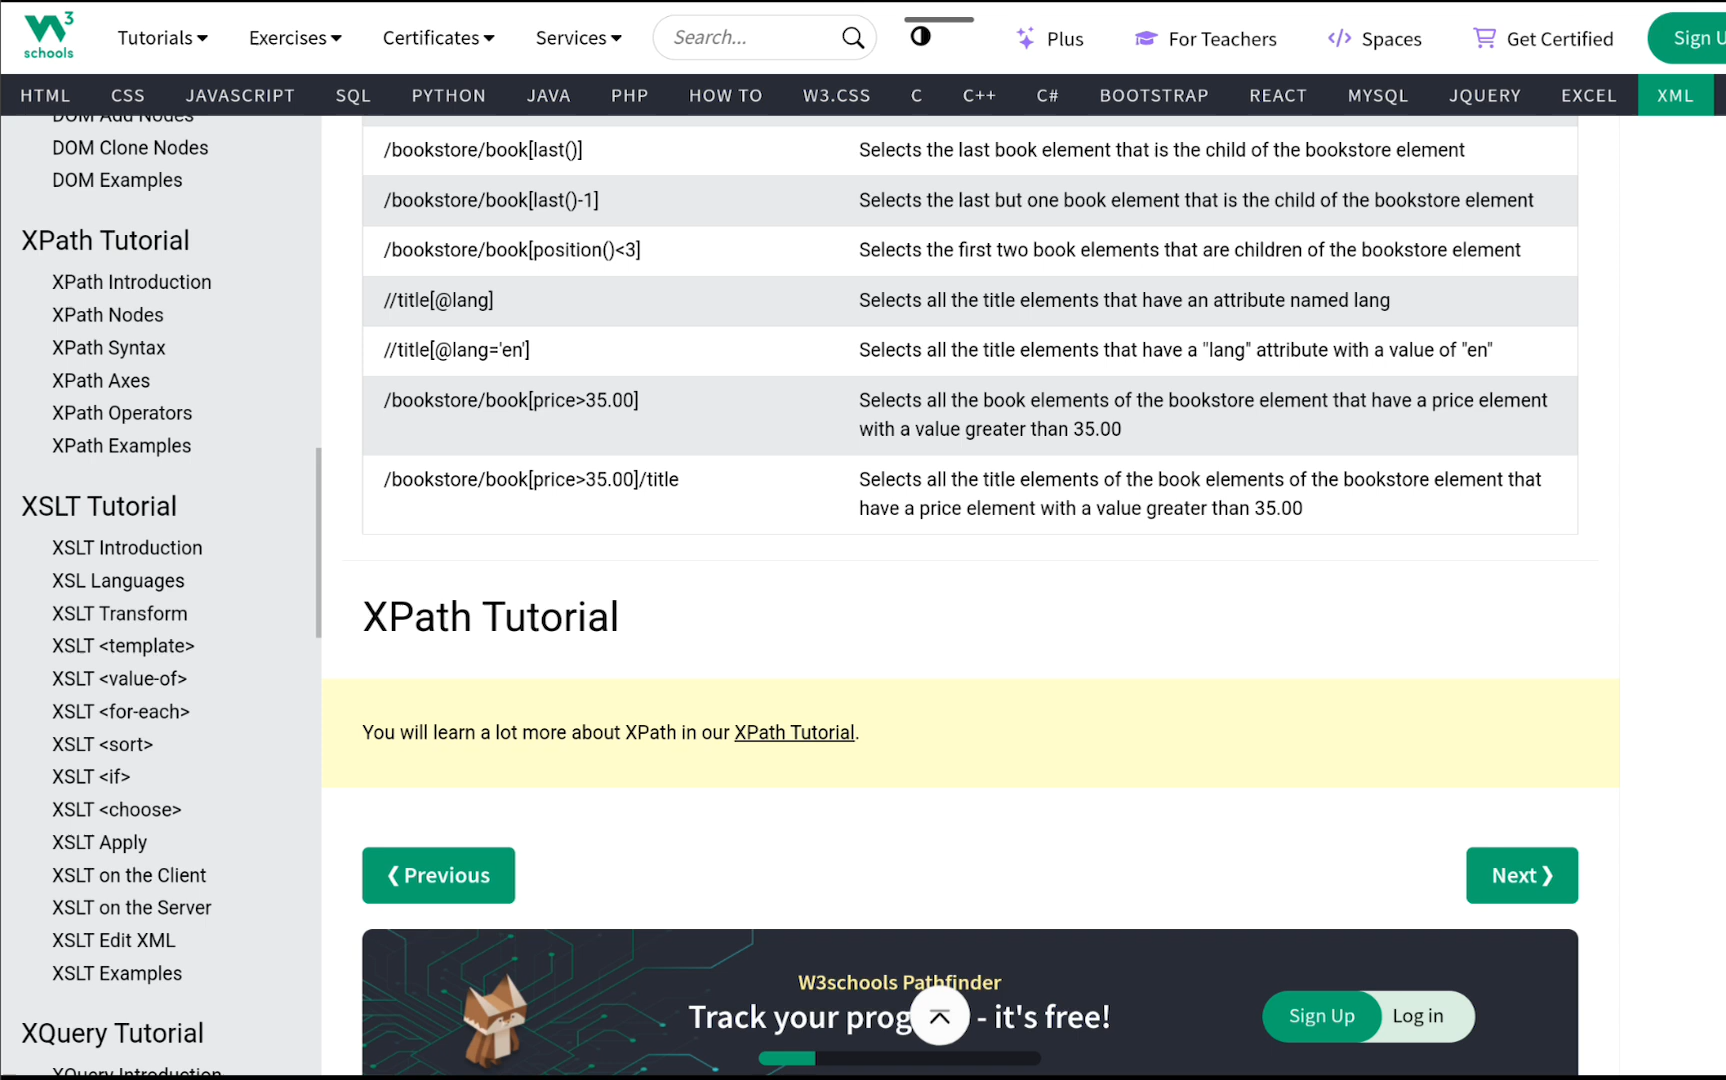 W3
schools
Tutorials
Exercises
Certificates
Services
Search...
Plus
For Teachers
Spaces
Get Certified
Sign U
HTML CSS JAVASCRIPT SQL PYTHON JAVA PHP HOW TO W3.CSS C C++ C# BOOTSTRAP REACT MYSQL JQUERY EXCEL XML
DOM Add Nodes
DOM Clone Nodes
DOM Examples
XPath Tutorial
XPath Introduction
XPath Nodes
XPath Syntax
XPath Axes
XPath Operators
XPath Examples
XSLT Tutorial
XSLT Introduction
XSL Languages
XSLT Transform
XSLT <template>
XSLT <value-of>
XSLT <for-each>
XSLT <sort>
XSLT <if>
XSLT <choose>
XSLT Apply
XSLT on the Client
XSLT on the Server
XSLT Edit XML
XSLT Examples
XQuery Tutorial
XQuery Introduction
/bookstore/book[last()] Selects the last book element that is the child of the bookstore element
/bookstore/book[last()-1] Selects the last but one book element that is the child of the bookstore element
/bookstore/book[position()<3] Selects the first two book elements that are children of the bookstore element
//title[@lang] Selects all the title elements that have an attribute named lang
//title[@lang='en'] Selects all the title elements that have a "lang" attribute with a value of "en"
/bookstore/book[price>35.00] Selects all the book elements of the bookstore element that have a price element
with a value greater than 35.00
/bookstore/book[price>35.00]/title Selects all the title elements of the book elements of the bookstore element that
have a price element with a value greater than 35.00
XPath Tutorial
You will learn a lot more about XPath in our XPath Tutorial.
❮ Previous
Next ❯
W3schools Pathfinder
Track your prog - it's free!
Sign Up
Log in